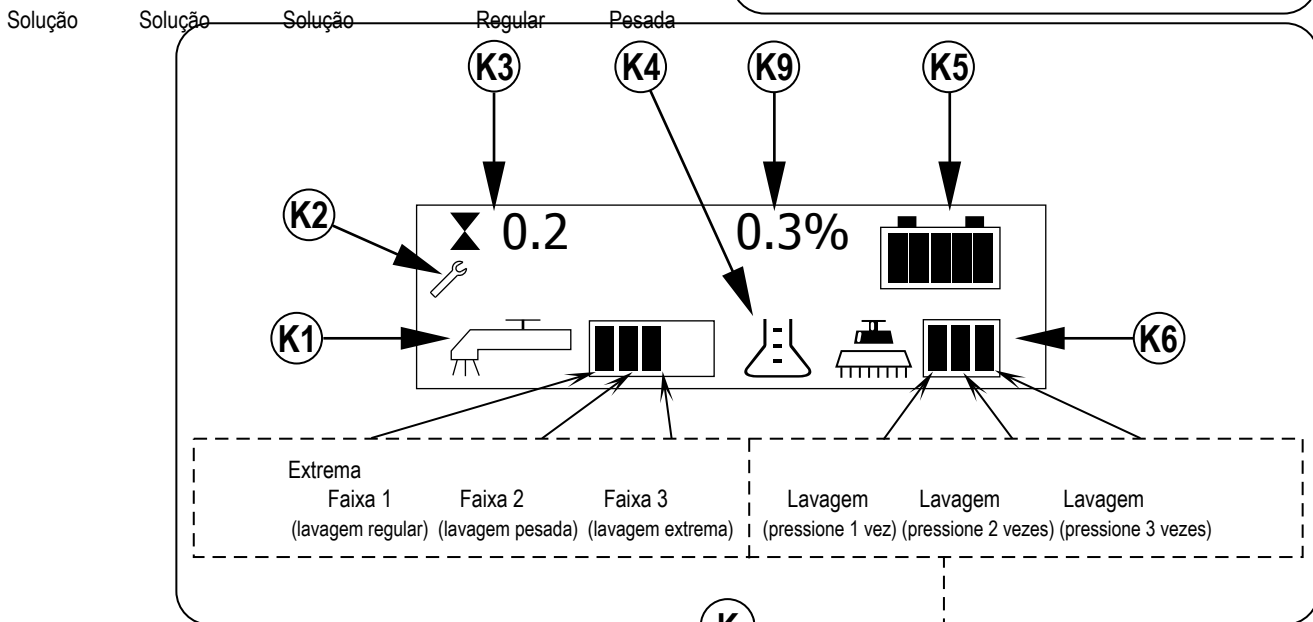 Solução Solução Solução Regular Pesada
K3 K4 K9 K5
K2
0.2 0.3%
K1
K6
Extrema
Faixa 1 Faixa 2 Faixa 3 Lavagem Lavagem Lavagem
(lavagem regular) (lavagem pesada) (lavagem extrema) (pressione 1 vez) (pressione 2 vezes) (pressione 3 vezes)
K